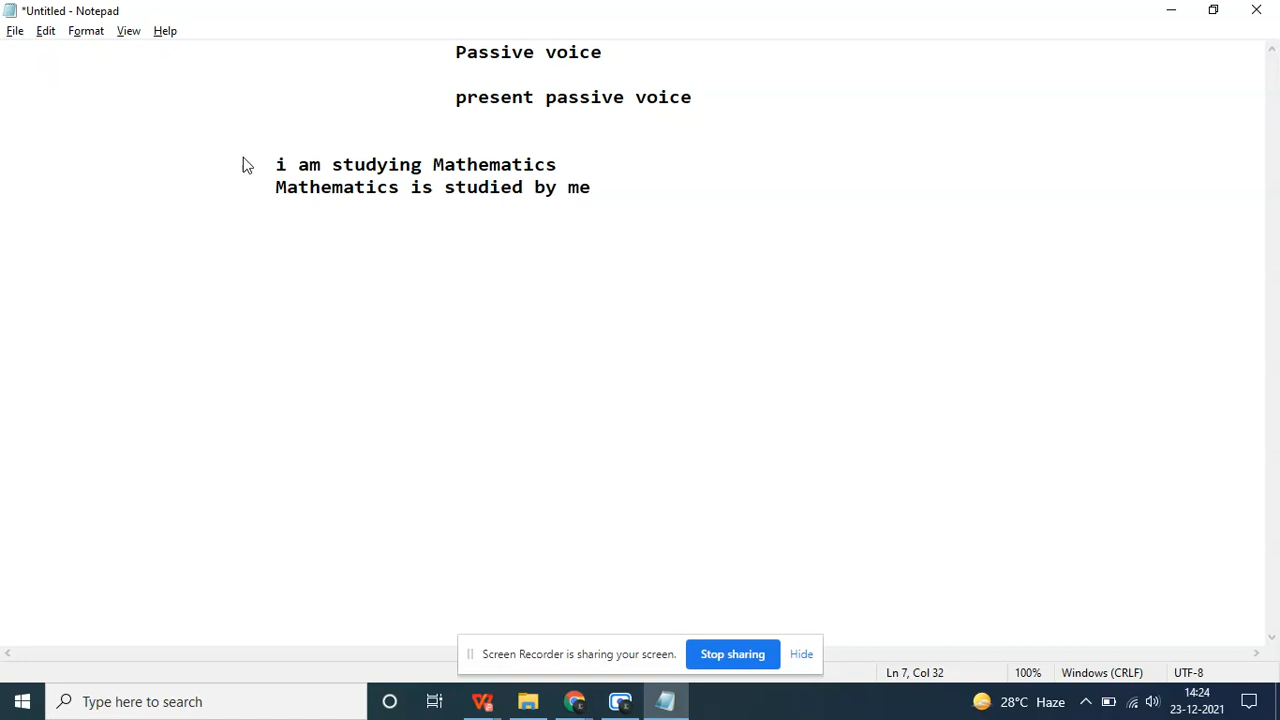 *Untitled - Notepad
File Edit Format View Help
Passive voice
present passive voice
i am studying Mathematics
Mathematics is studied by me
Screen Recorder is sharing your screen. Stop sharing Hide
Ln 7, Col 32 100% Windows (CRLF) UTF-8
Type here to search
28°C Haze
14:24
23-12-2021